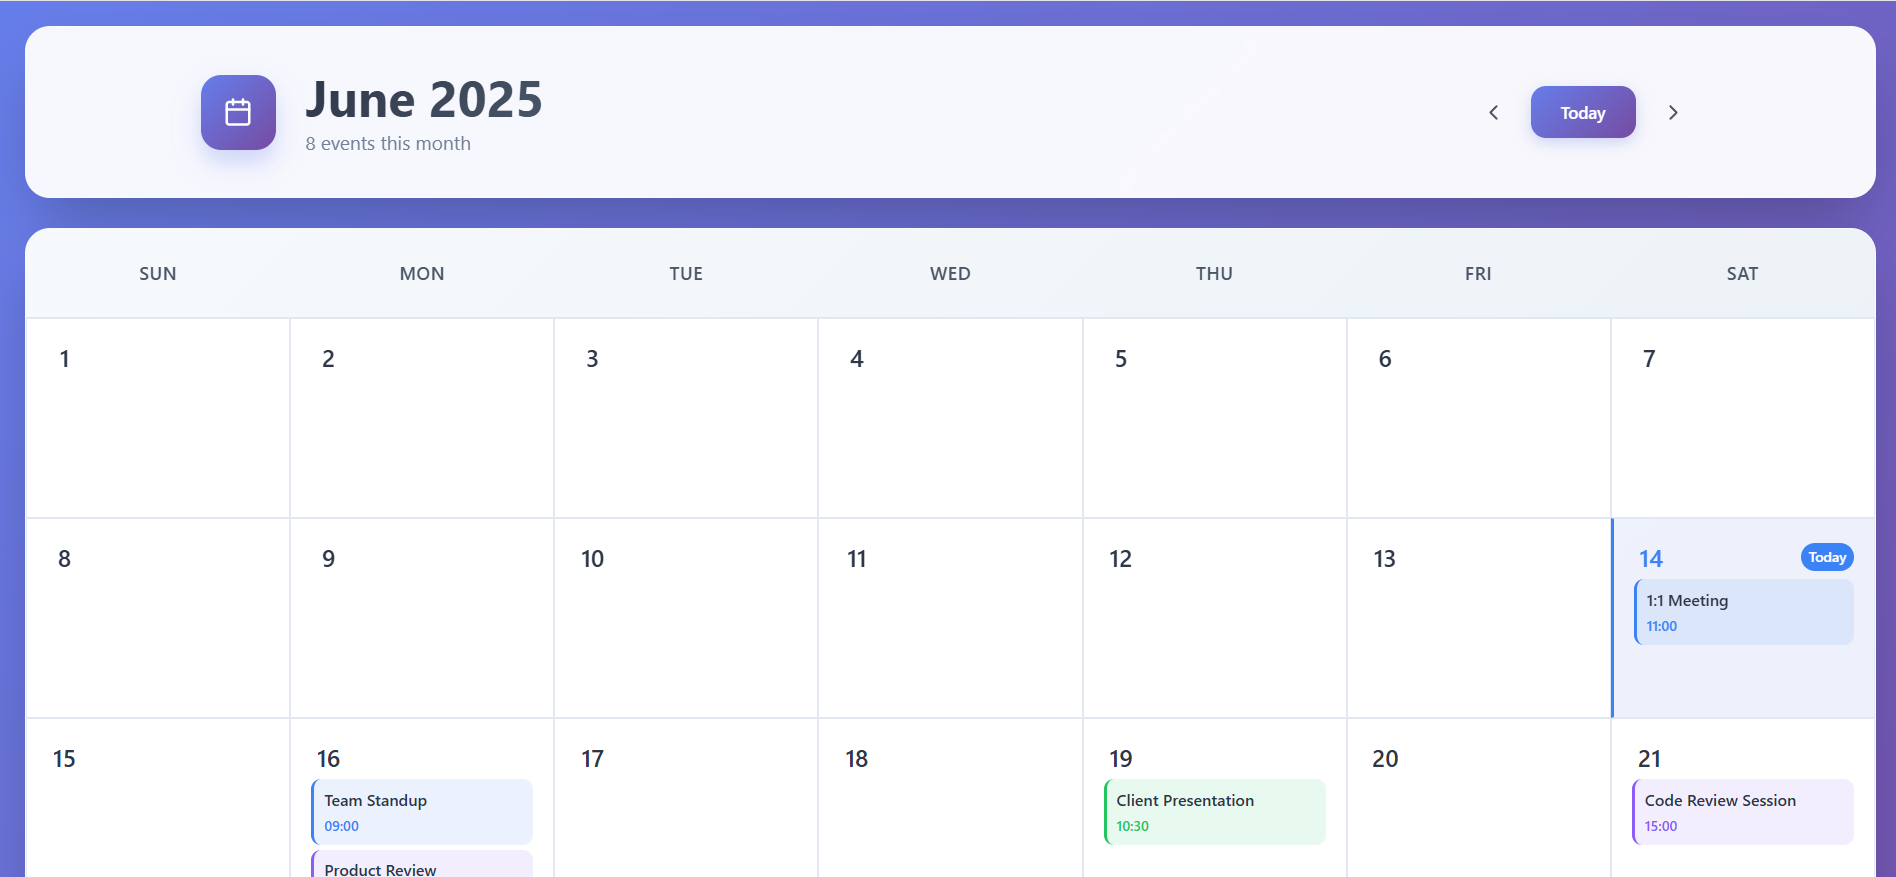 June 2025
8 events this month
Today
SUN MON TUE WED THU FRI SAT
1 2 3 4 5 6 7
8 9 10 11 12 13 14 Today
1:1 Meeting
11:00
15 16 17 18 19 20 21
Team Standup
09:00
Product Review
Client Presentation
10:30
Code Review Session
15:00